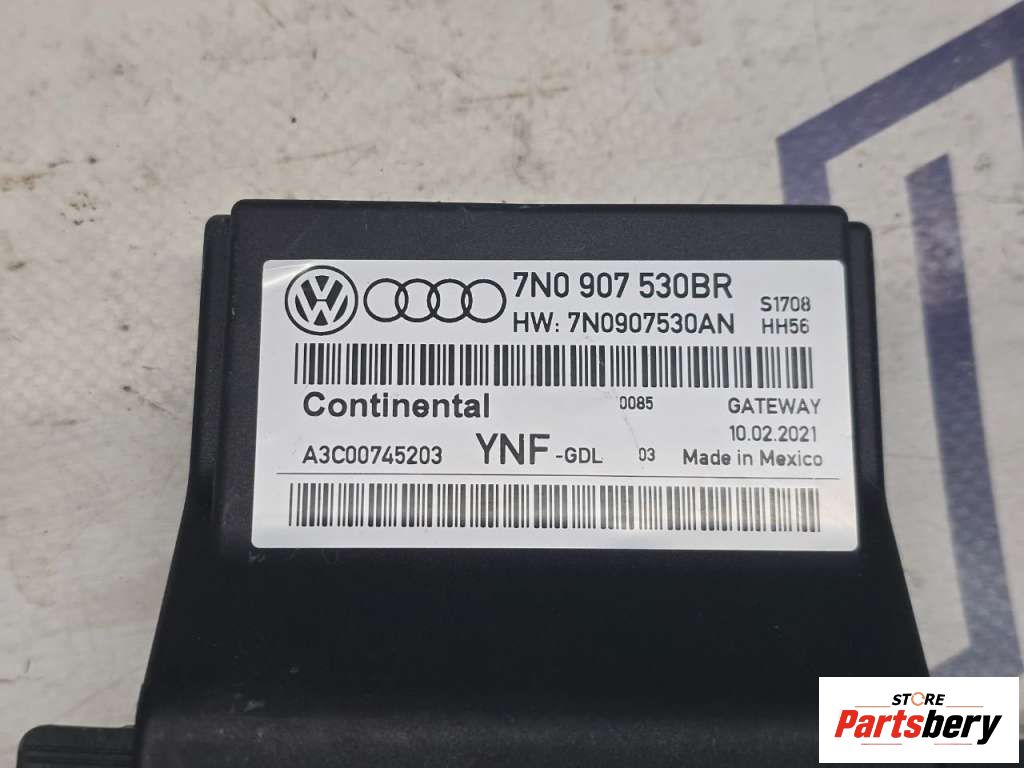 7N0 907 530BR
HW: 7N0907530AN
S1708
HH56
Continental
0085
GATEWAY
10.02.2021
A3C00745203
YNF-GDL
03
Made in Mexico
STORE
Partsbery